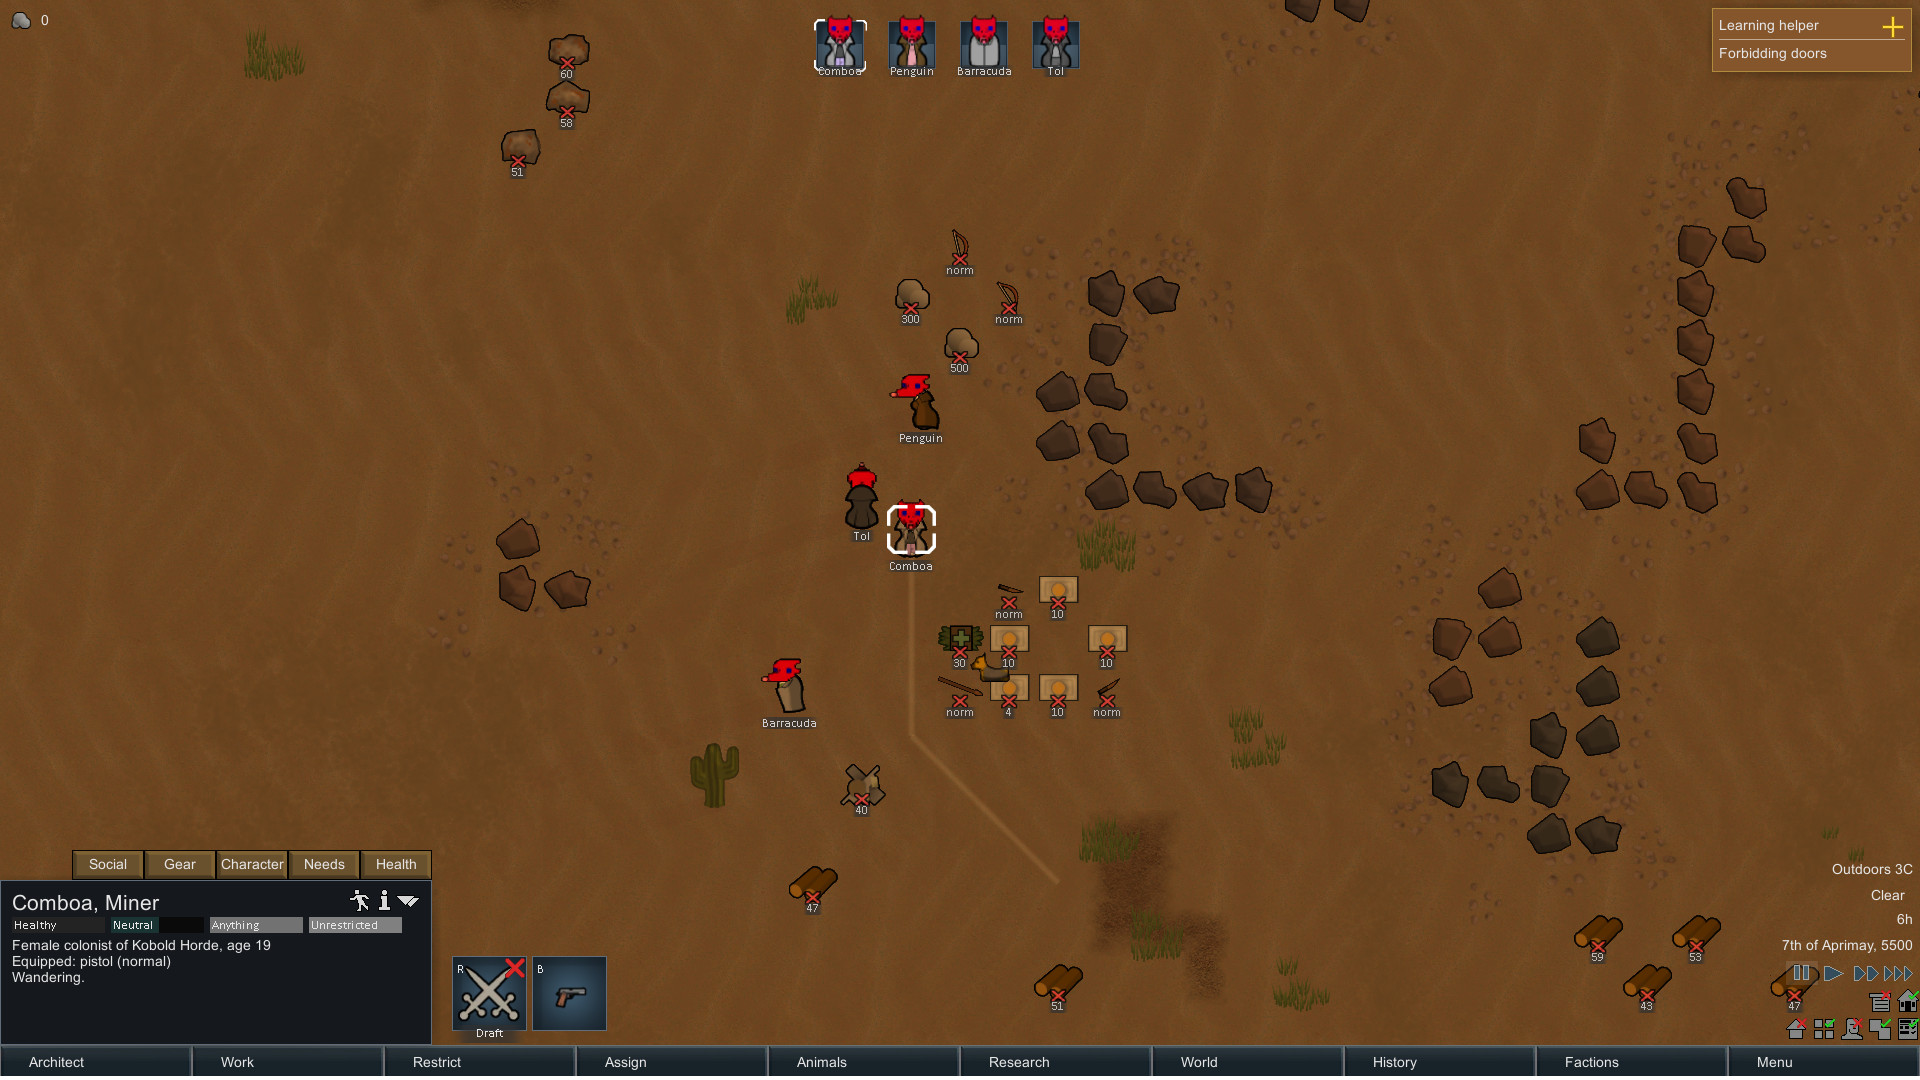 0
Comboa
Penguin
Barracuda
Tol
Learning helper
Forbidding doors
60
58
51
norm
300
norm
500
Penguin
Tol
Comboa
norm
10
30
10
10
norm
4
10
norm
Barracuda
40
47
51
59
53
43
47
Outdoors 3C
Clear
6h
7th of Aprimay, 5500
Social
Gear
Character
Needs
Health
Comboa, Miner
Healthy
Neutral
Anything
Unrestricted
Female colonist of Kobold Horde, age 19
Equipped: pistol (normal)
Wandering.
R
B
Draft
Architect
Work
Restrict
Assign
Animals
Research
World
History
Factions
Menu